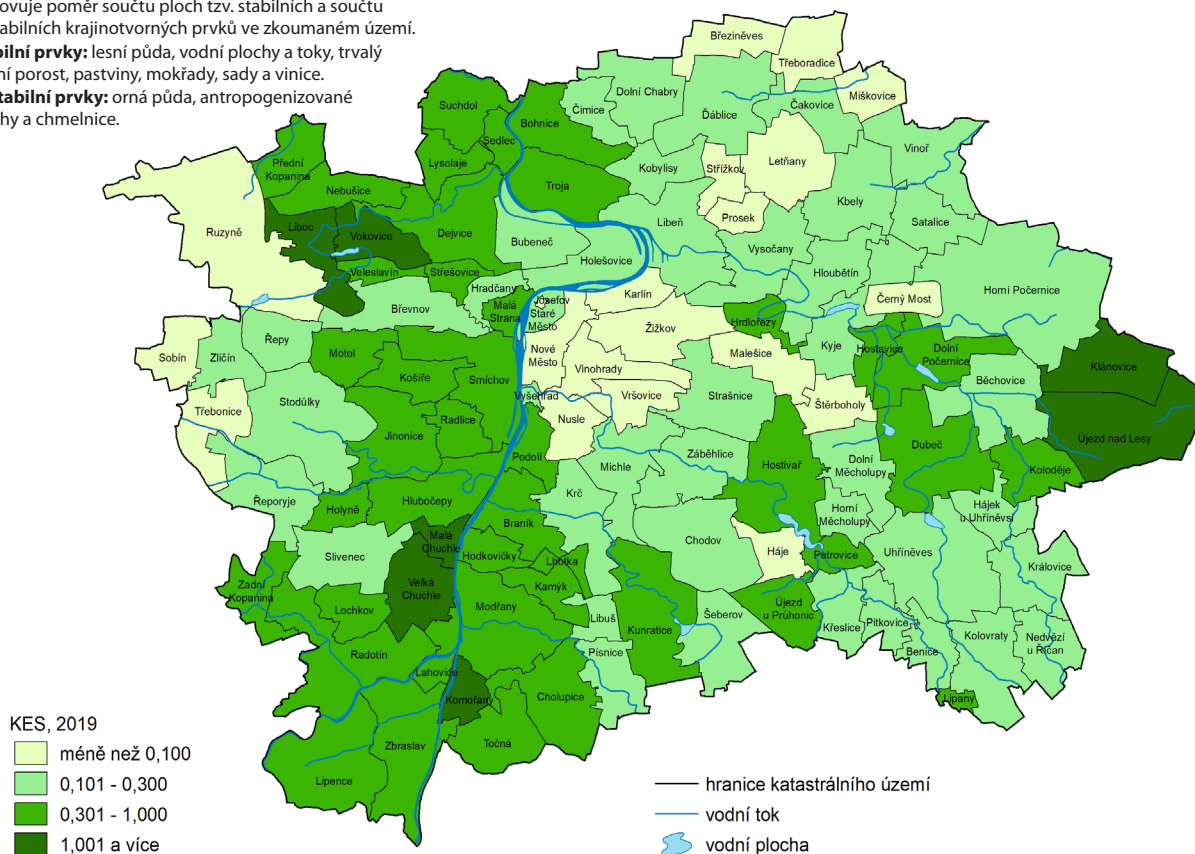 ovuje poměr součtu ploch tzv. stabilních a součtu
tabilních krajinotvorných prvků ve zkoumaném území.
bilní prvky: lesní půda, vodní plochy a toky, trvalý
ní porost, pastviny, mokřady, sady a vinice.
tabilní prvky: orná půda, antropogenizované
hy a chmelnice.
Březiněves
Třeboradice
Miškovice
Dolní Chabry
Čimice
Ďáblice
Čakovice
Suchdol
Bohnice
Sedlec
Lysolaje
Přední
Kopanina
Nebušice
Troja
Kobylisy
Střížkov
Letňany
Vinoř
Prosek
Kbely
Satalice
Ruzyně
Liboc
Vokovice
Dejvice
Bubeneč
Libeň
Vysočany
Holešovice
Hloubětín
Veleslavín
Střešovice
Hradčany
Břevnov
Malá
Strana
Josefov
Staré
Město
Karlín
Žižkov
Hrdlořezy
Černý Most
Horní Počernice
Sobín
Zličín
Řepy
Motol
Košíře
Smíchov
Nové
Město
Vinohrady
Malešice
Kyje
Hostavice
Dolní
Počernice
Běchovice
Klánovice
Třebonice
Stodůlky
Jinonice
Radlice
Vyšehrad
Nusle
Vršovice
Strašnice
Štěrboholy
Dubeč
Újezd nad Lesy
Podolí
Michle
Záběhlice
Hostivař
Dolní
Měcholupy
Koloděje
Řeporyje
Holyně
Hlubočepy
Krč
Horní
Měcholupy
Hájek
u Uhříněvsi
Slivenec
Malá
Chuchle
Braník
Hodkovičky
Lhotka
Chodov
Háje
Petrovice
Uhříněves
Královice
Zadní
Kopanina
Velká
Chuchle
Lochkov
Kamýk
Modřany
Libuš
Kunratice
Šeberov
Újezd
u Průhonic
Křeslice
Pitkovice
Benice
Kolovraty
Nedvězí
u Říčan
Radotín
Lahovice
Písnice
Komořany
Cholupice
Lipany
Zbraslav
Točná
Lipence
KES, 2019
méně než 0,100
0,101 - 0,300
0,301 - 1,000
1,001 a více
hranice katastrálního území
vodní tok
vodní plocha